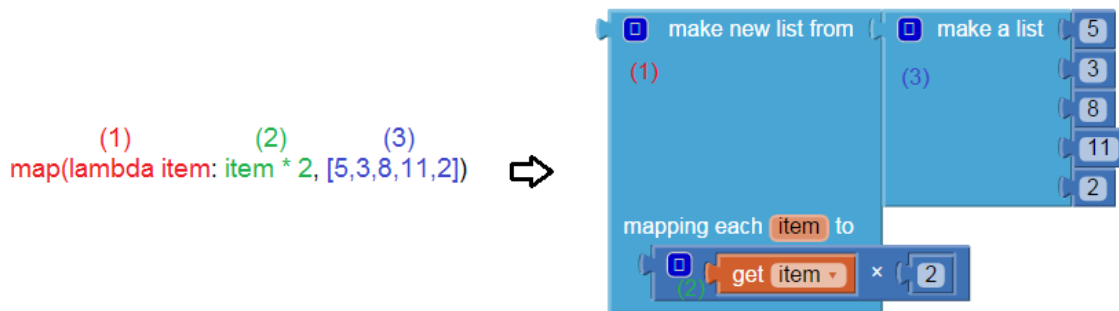 (1) (2) (3)
map(lambda item: item * 2, [5,3,8,11,2])
make new list from make a list 5
(1) (3) 3
8
11
2
mapping each item to
(2) get item × 2